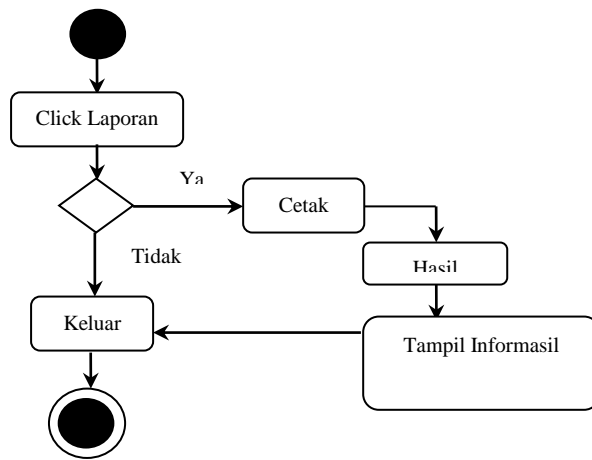 Click Laporan
Ya
Cetak
Tidak
Hasil
Keluar
Tampil Informasil